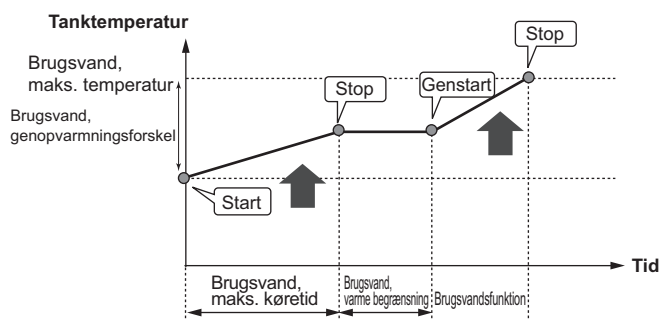 Tanktemperatur
Brugsvand,
maks. temperatur
Brugsvand,
genopvarmningsforskel
Stop
Stop
Genstart
Start
Tid
Brugsvand,
maks. køretid
Brugsvand,
varme begrænsning
Brugsvandsfunktion